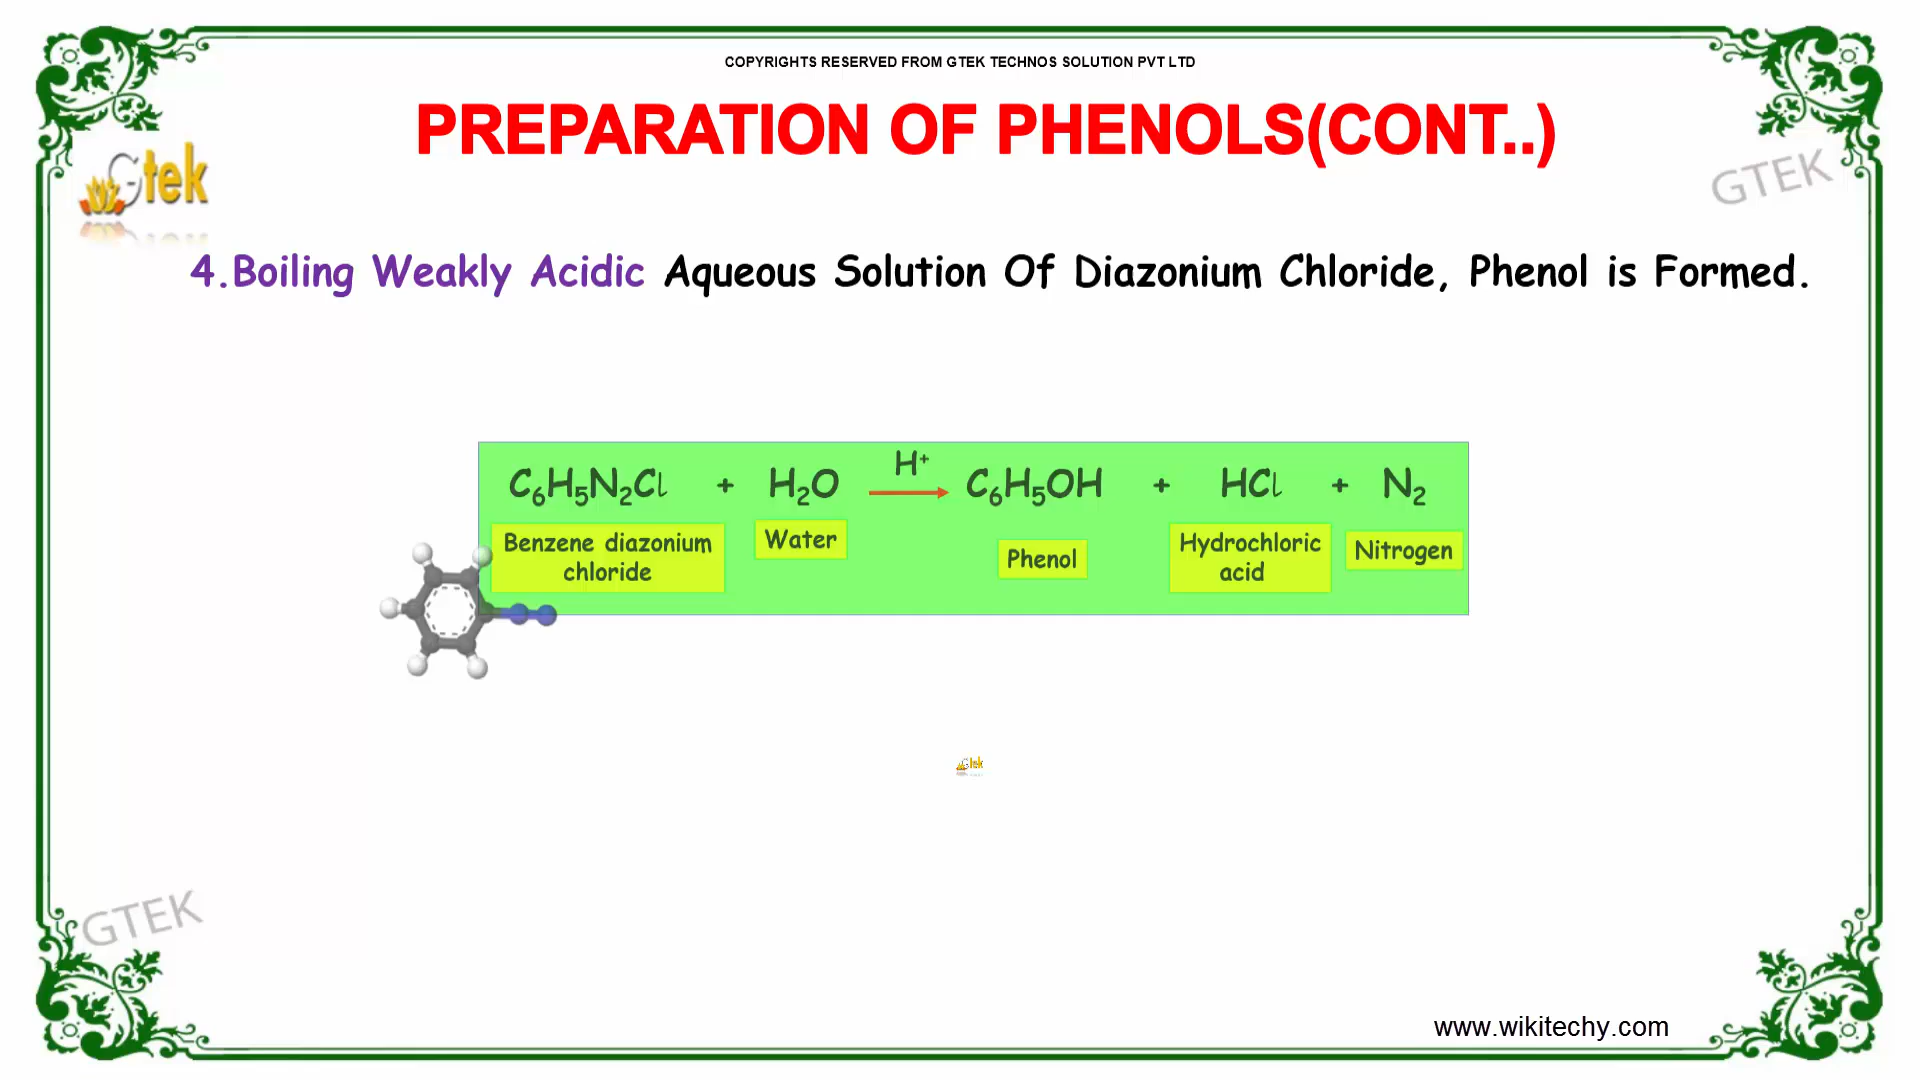 COPYRIGHTS RESERVED FROM GTEK TECHNOS SOLUTION PVT LTD
PREPARATION OF PHENOLS(CONT..)
Gtek
GTEK
4.Boiling Weakly Acidic Aqueous Solution Of Diazonium Chloride, Phenol is Formed.
H⁺
C₆H₅N₂Cl + H₂O C₆H₅OH + HCl + N₂
Benzene diazonium
chloride
Water
Phenol
Hydrochloric
acid
Nitrogen
Gtek
GTEK
www.wikitechy.com